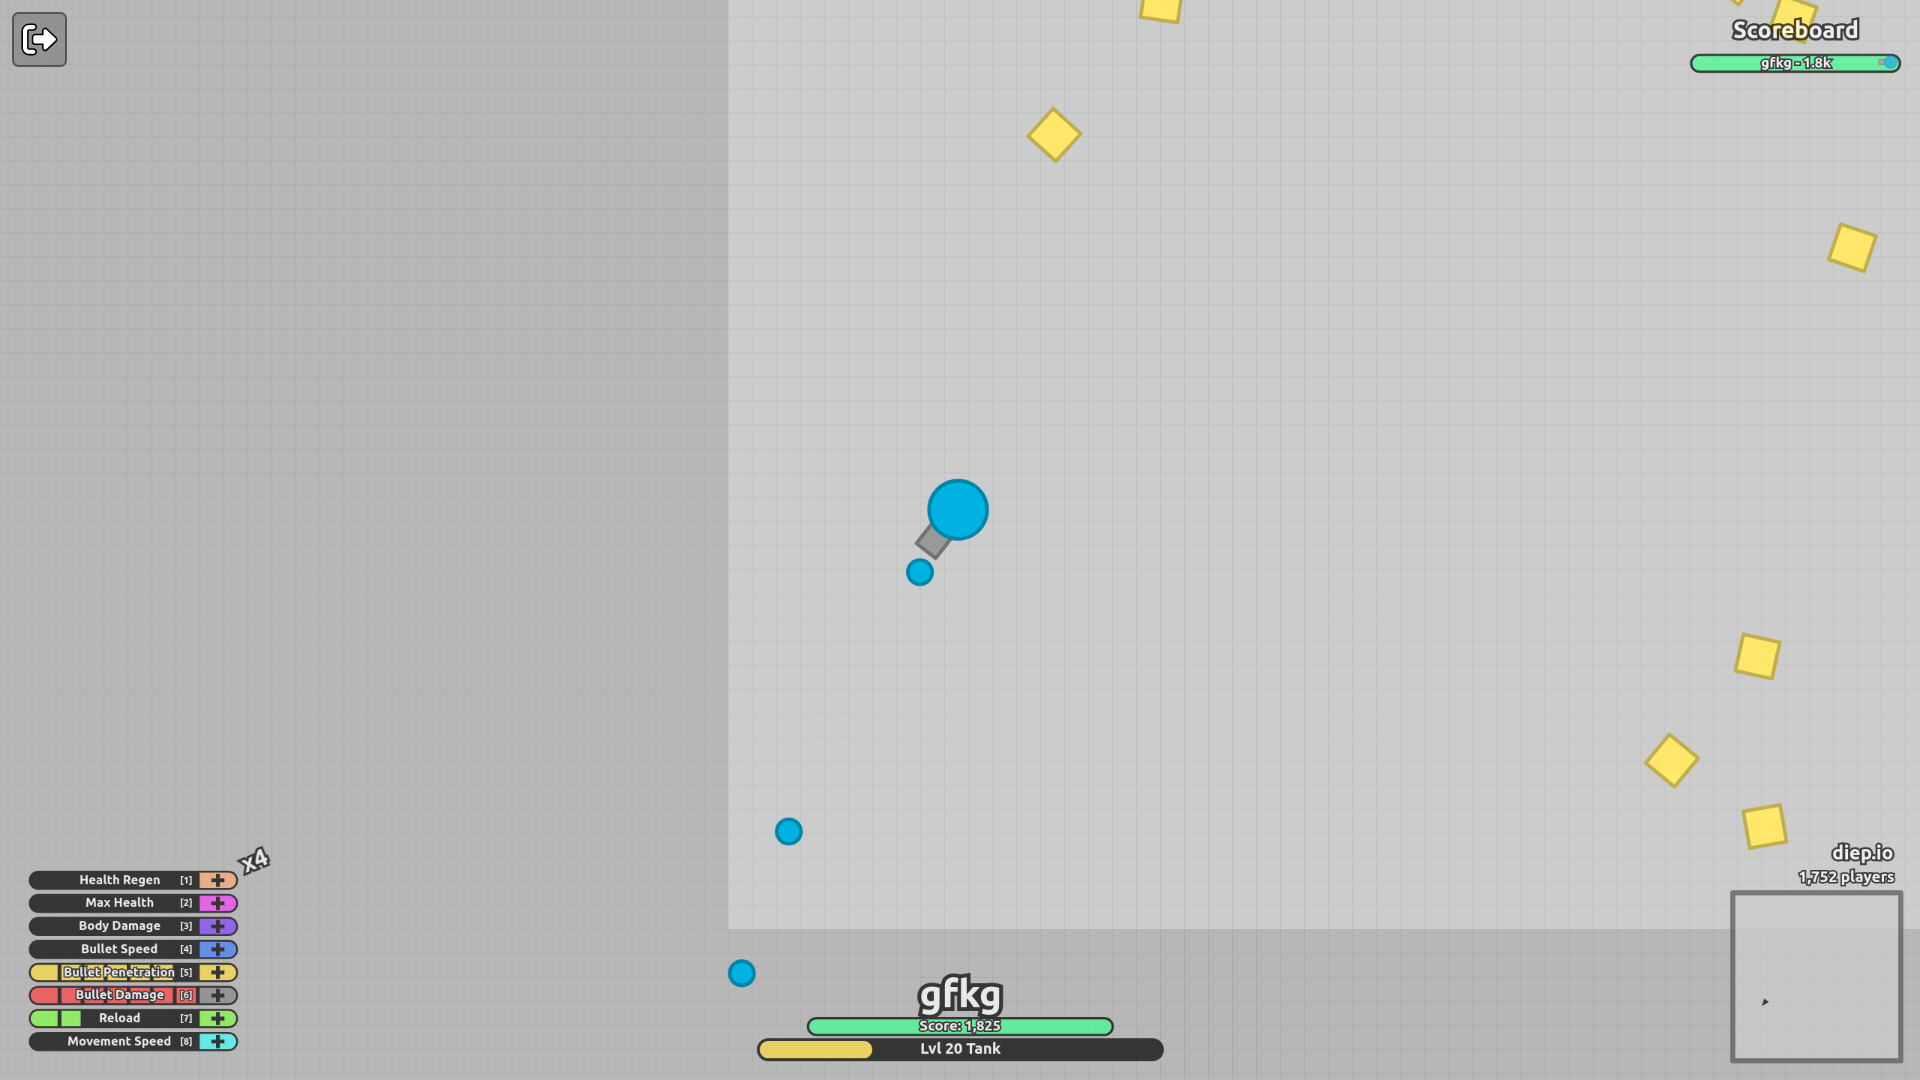 Scoreboard
gfkg - 1.8k
x4
Health Regen [1]
Max Health [2]
Body Damage [3]
Bullet Speed [4]
Bullet Penetration [5]
Bullet Damage [6]
Reload [7]
Movement Speed [8]
gfkg
Score: 1,825
Lvl 20 Tank
diep.io
1,752 players